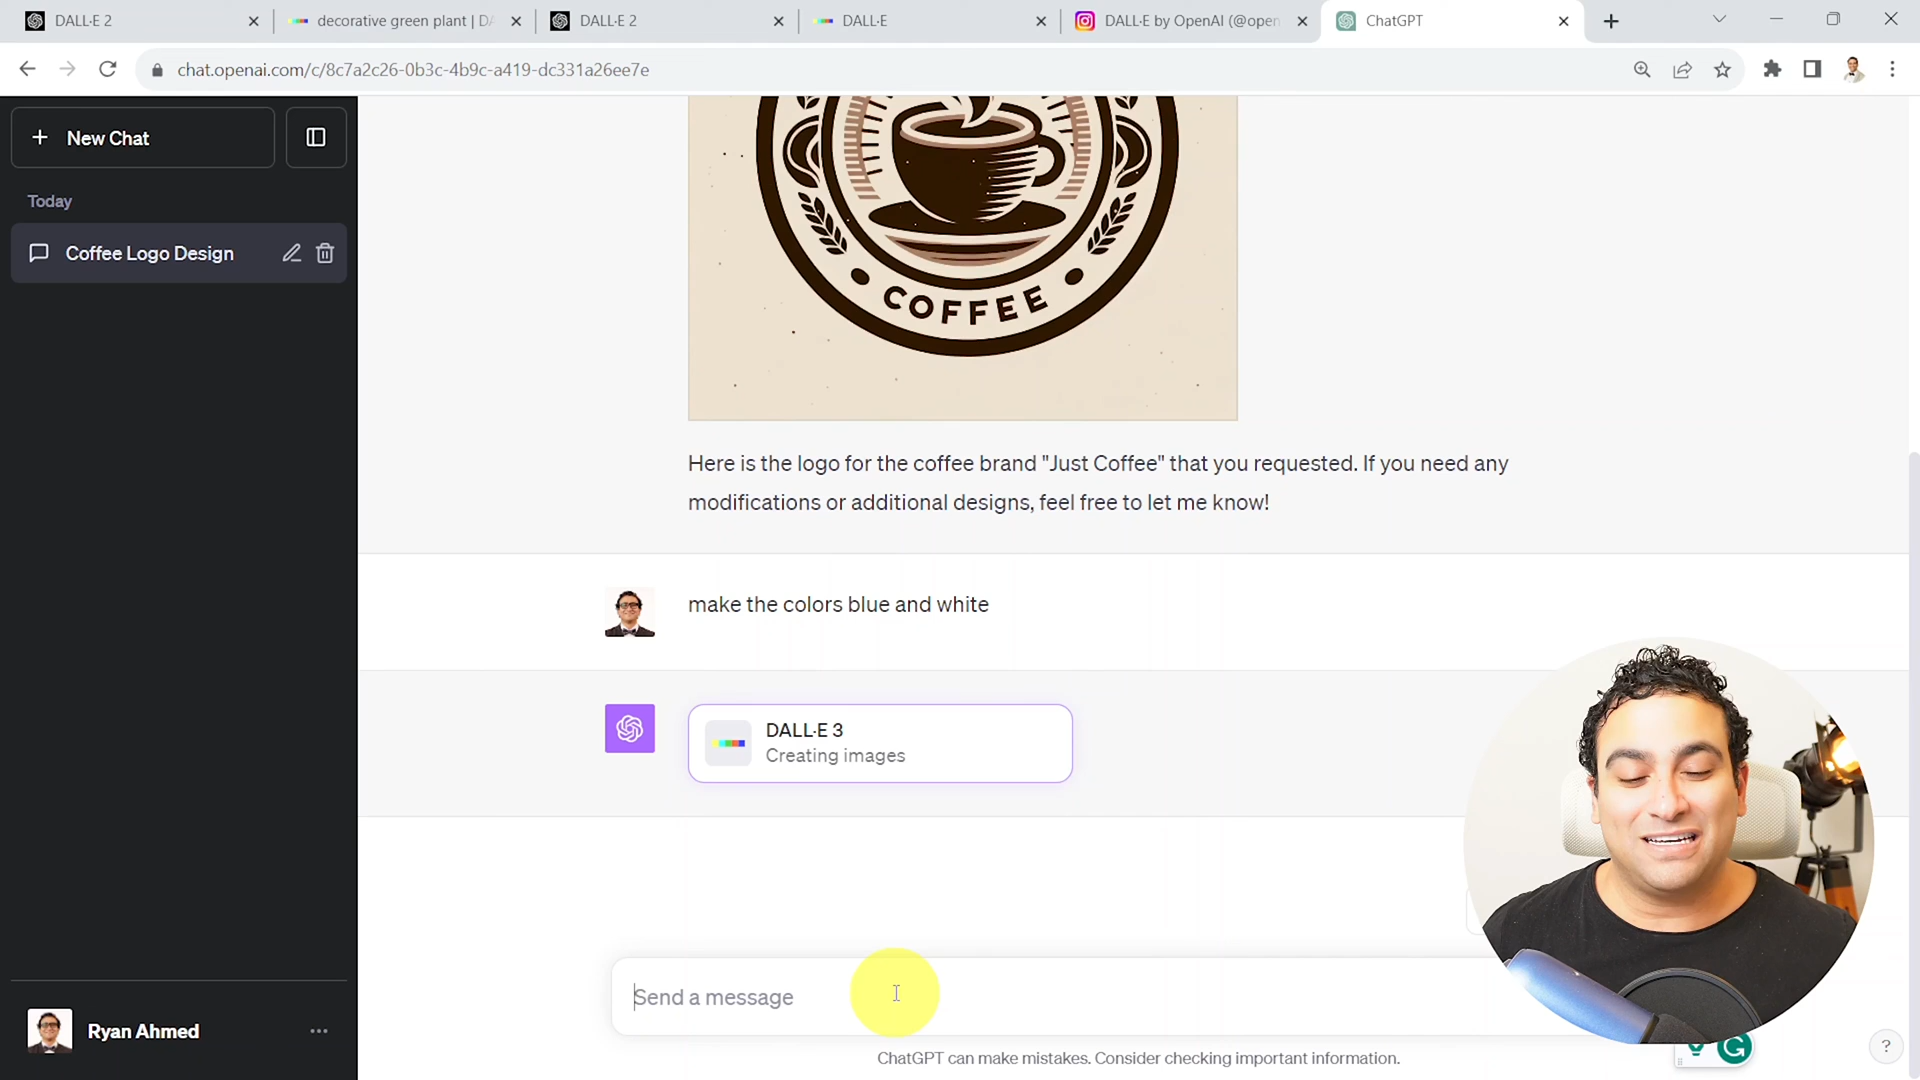 DALL·E 2
decorative green plant | DA
DALL·E 2
DALL·E
DALL·E by OpenAI (@open
ChatGPT
chat.openai.com/c/8c7a2c26-0b3c-4b9c-a419-dc331a26ee7e
+ New Chat
Today
Coffee Logo Design
COFFEE
Here is the logo for the coffee brand "Just Coffee" that you requested. If you need any
modifications or additional designs, feel free to let me know!
make the colors blue and white
DALL·E 3
Creating images
Send a message
Ryan Ahmed
ChatGPT can make mistakes. Consider checking important information.
?